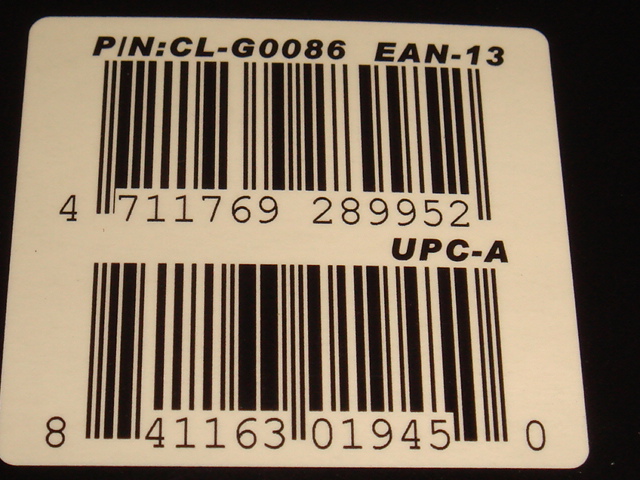 P/N:CL-G0086 EAN-13
4 711769 289952
UPC-A
8 41163 01945 0